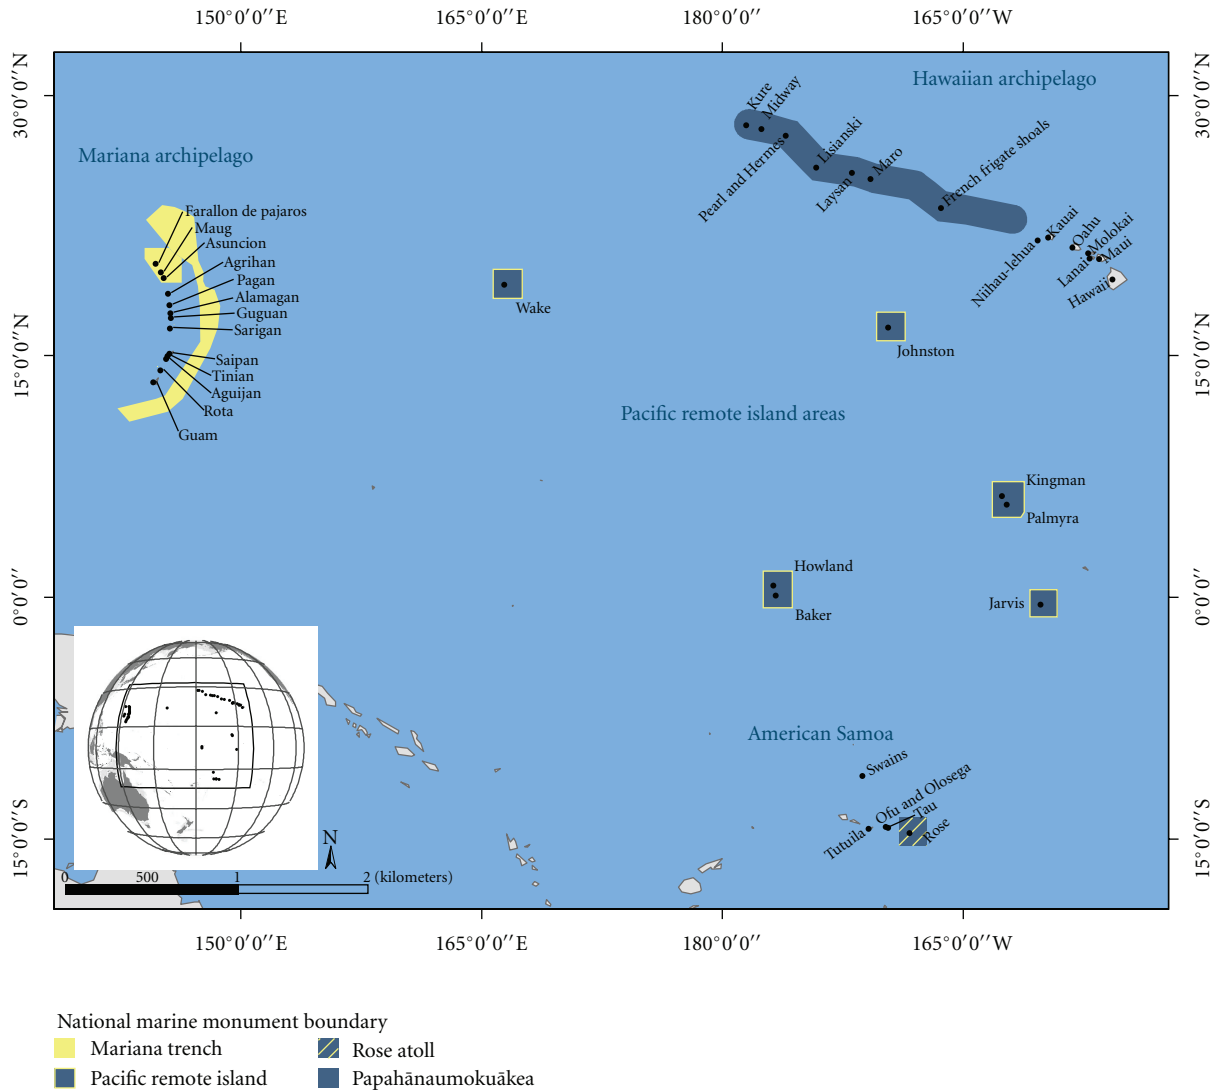 150°0′0′′E 165°0′0′′E 180°0′0′′ 165°0′0′′W
30°0′0′′N
15°0′0′′N
0°0′0′′
15°0′0′′S
30°0′0′′N
15°0′0′′N
0°0′0′′
15°0′0′′S
Hawaiian archipelago
Kure
Midway
Pearl and Hermes
Lisianski
Laysan
Maro
French frigate shoals
Niihau-lehua
Kauai
Oahu
Molokai
Lanai
Maui
Hawaii
Mariana archipelago
Farallon de pajaros
Maug
Asuncion
Agrihan
Pagan
Alamagan
Guguan
Sarigan
Saipan
Tinian
Aguijan
Rota
Guam
Wake
Johnston
Pacific remote island areas
Kingman
Palmyra
Howland
Baker
Jarvis
American Samoa
Swains
Ofu and Olosega
Tau
Tutuila
Rose
N
0 500 1 2 (kilometers)
150°0′0′′E 165°0′0′′E 180°0′0′′ 165°0′0′′W
National marine monument boundary
Mariana trench
Rose atoll
Pacific remote island
Papahānaumokuākea